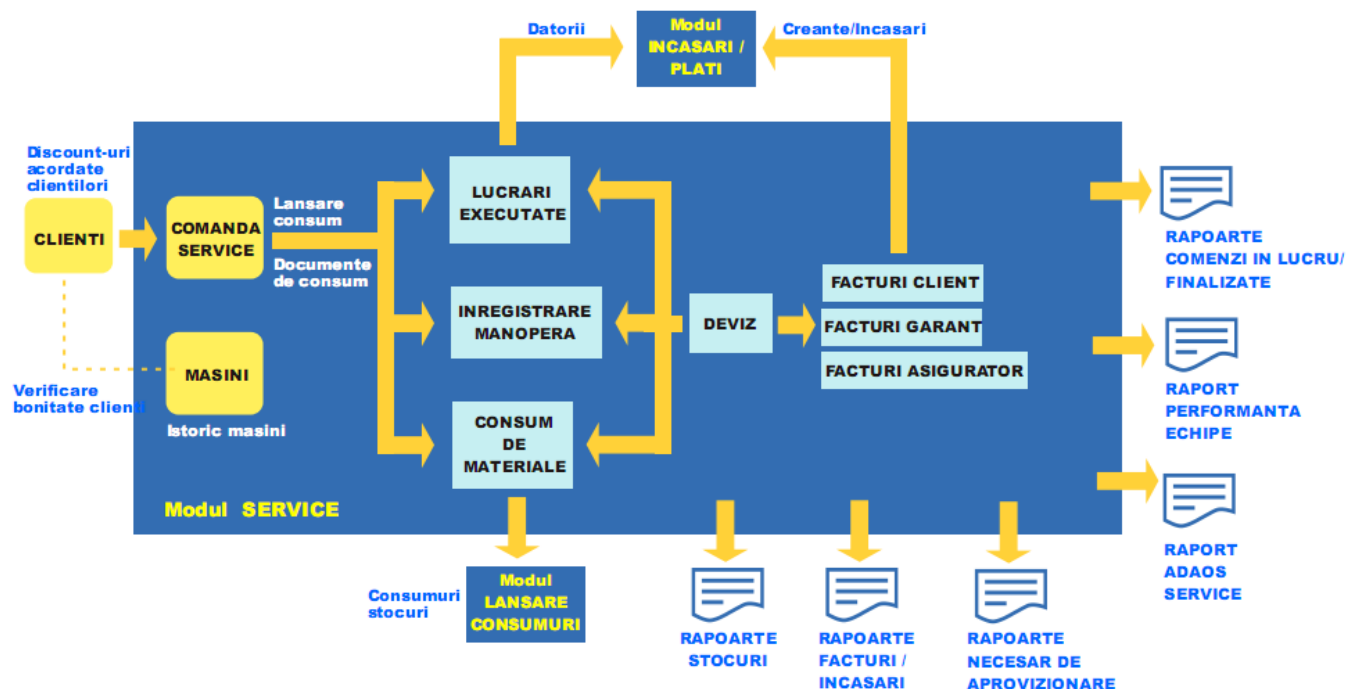 Datorii
Modul
INCASARI /
PLATI
Creante/Incasari
Discount-uri
acordate
clientilori
CLIENTI
COMANDA
SERVICE
Lansare
consum
Documente
de consum
LUCRARI
EXECUTATE
INREGISTRARE
MANOPERA
CONSUM
DE
MATERIALE
DEVIZ
FACTURI CLIENT
FACTURI GARANT
FACTURI ASIGURATOR
MASINI
Istoric masini
Verificare
bonitate clienti
Modul SERVICE
RAPOARTE
COMENZI IN LUCRU/
FINALIZATE
RAPORT
PERFORMANTA
ECHIPE
RAPORT
ADAOS
SERVICE
Consumuri
stocuri
Modul
LANSARE
CONSUMURI
RAPOARTE
STOCURI
RAPOARTE
FACTURI /
INCASARI
RAPOARTE
NECESAR DE
APROVIZIONARE